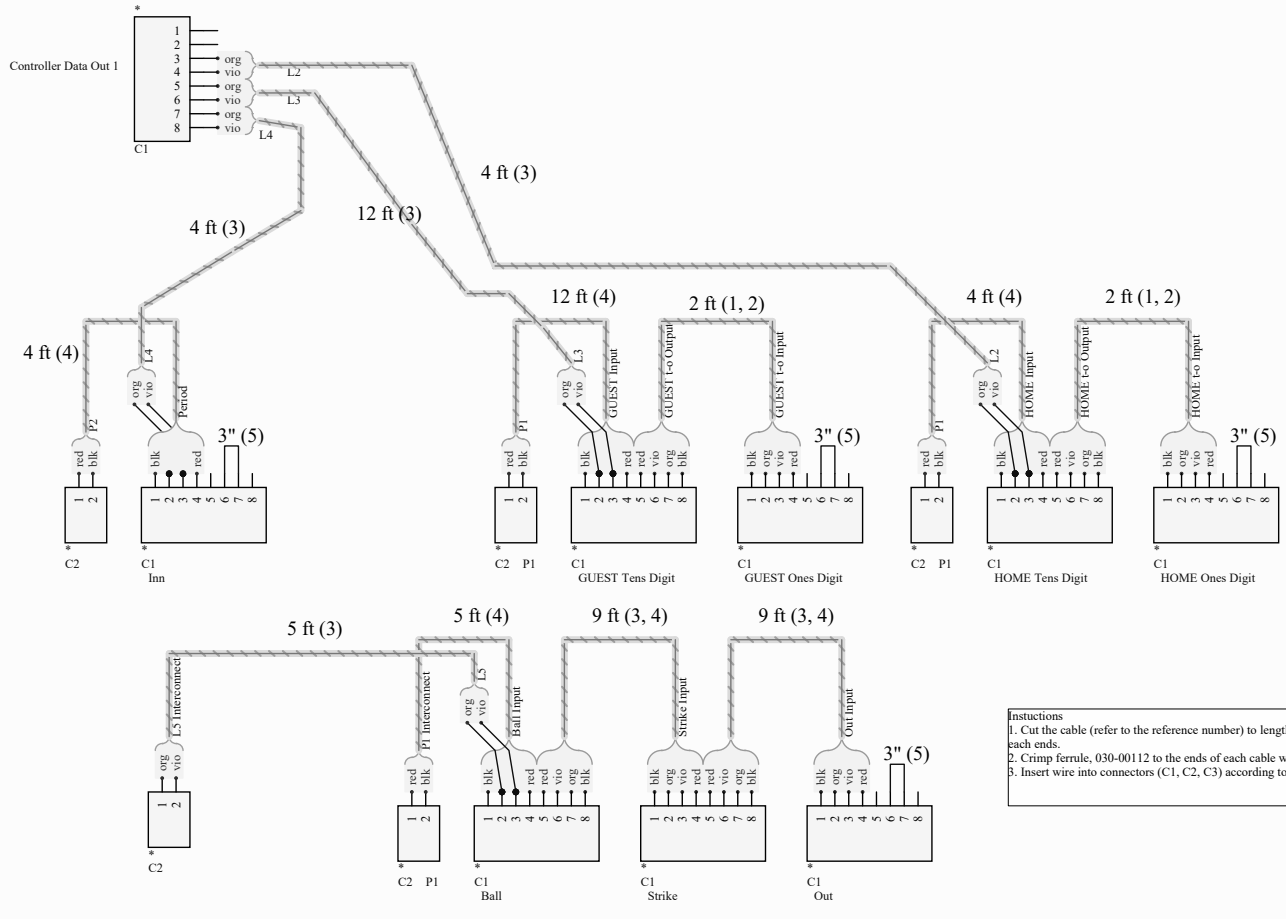 *
1
2
3 org
Controller Data Out 1
4 vio
L2
5 org
6 vio
L3
7 org
8 vio
L4
C1
4 ft (3)
12 ft (3)
4 ft (3)
12 ft (4)
2 ft (1, 2)
4 ft (4)
2 ft (1, 2)
4 ft (4)
L4
org
vio
Period
P2
red
blk
blk
red
3" (5)
L3
org
vio
GUEST Input
GUEST t-o Output
GUEST t-o Input
P1
red
blk
blk
red
red
vio
org
blk
blk
org
vio
red
3" (5)
L2
org
vio
HOME Input
HOME t-o Output
HOME t-o Input
P1
red
blk
blk
red
red
vio
org
blk
blk
org
vio
red
3" (5)
1 2
1 2 3 4 5 6 7 8
1 2
1 2 3 4 5 6 7 8
1 2 3 4 5 6 7 8
1 2
1 2 3 4 5 6 7 8
1 2 3 4 5 6 7 8
* * * * * * * *
C2
C1
Inn
C2 P1
C1
GUEST Tens Digit
C1
GUEST Ones Digit
C2 P1
C1
HOME Tens Digit
C1
HOME Ones Digit
5 ft (3)
5 ft (4)
9 ft (3, 4)
9 ft (3, 4)
L5 Interconnect
org
vio
P1 Interconnect
red
blk
L5
org
vio
Ball Input
blk
red
red
vio
org
blk
Strike Input
blk
org
vio
red
red
vio
org
blk
Out Input
blk
org
vio
red
3" (5)
1 2
1 2
1 2 3 4 5 6 7 8
1 2 3 4 5 6 7 8
1 2 3 4 5 6 7 8
* * * * *
C2
C2 P1
C1
Ball
C1
Strike
C1
Out
Instuctions
1. Cut the cable (refer to the reference number) to length
each ends.
2. Crimp ferrule, 030-00112 to the ends of each cable w
3. Insert wire into connectors (C1, C2, C3) according to